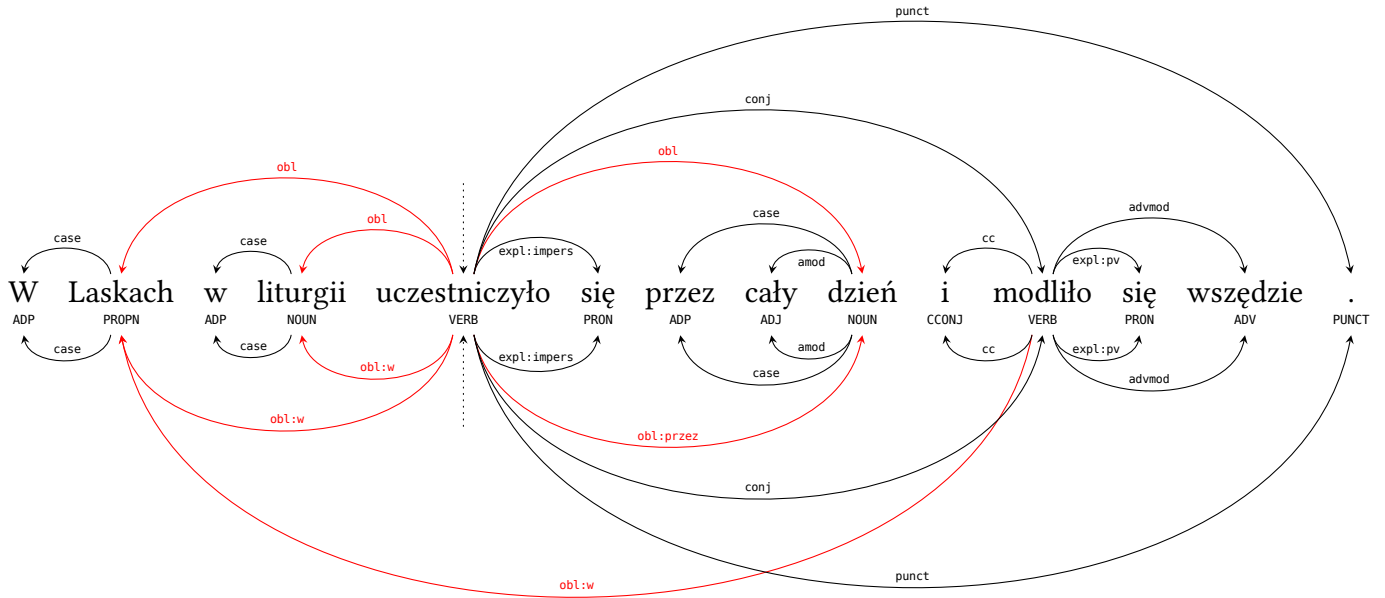 punct
conj
obl
obl
obl
case
advmod
case
case
expl:impers
amod
cc
expl:pv
W Laskach w liturgii uczestniczyło się przez cały dzień i modliło się wszędzie .
ADP PROPN ADP NOUN VERB PRON ADP ADJ NOUN CCONJ VERB PRON ADV PUNCT
case
case
expl:impers
amod
cc
expl:pv
obl:w
case
advmod
obl:w
obl:przez
conj
punct
obl:w